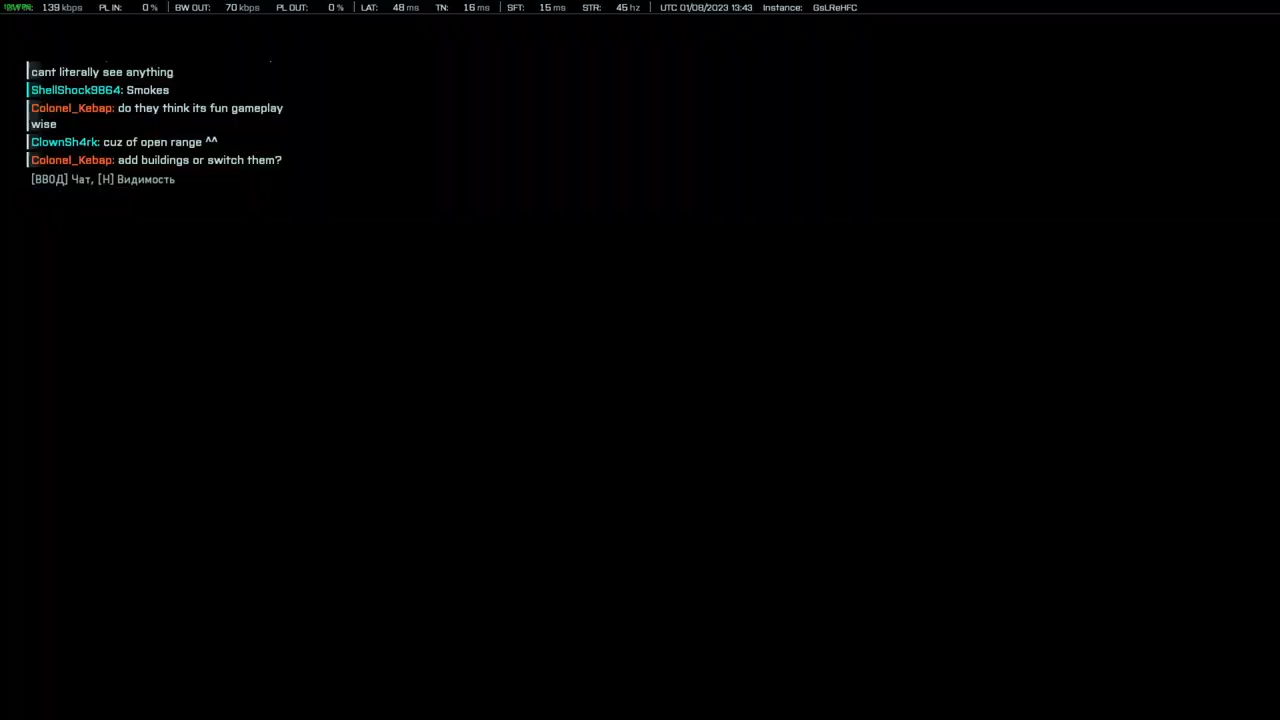 139 kbps PL IN: 0 % BW OUT: 70 kbps PL OUT: 0 % LAT: 48 ms TN: 16 ms SFT: 15 ms STR: 45 hz UTC 01/08/2023 13:43 Instance: GsLReHFC
cant literally see anything
ShellShock9864: Smokes
Colonel_Kebap: do they think its fun gameplay
wise
ClownSh4rk: cuz of open range ^^
Colonel_Kebap: add buildings or switch them?
[ВВОД] Чат, [H] Видимость